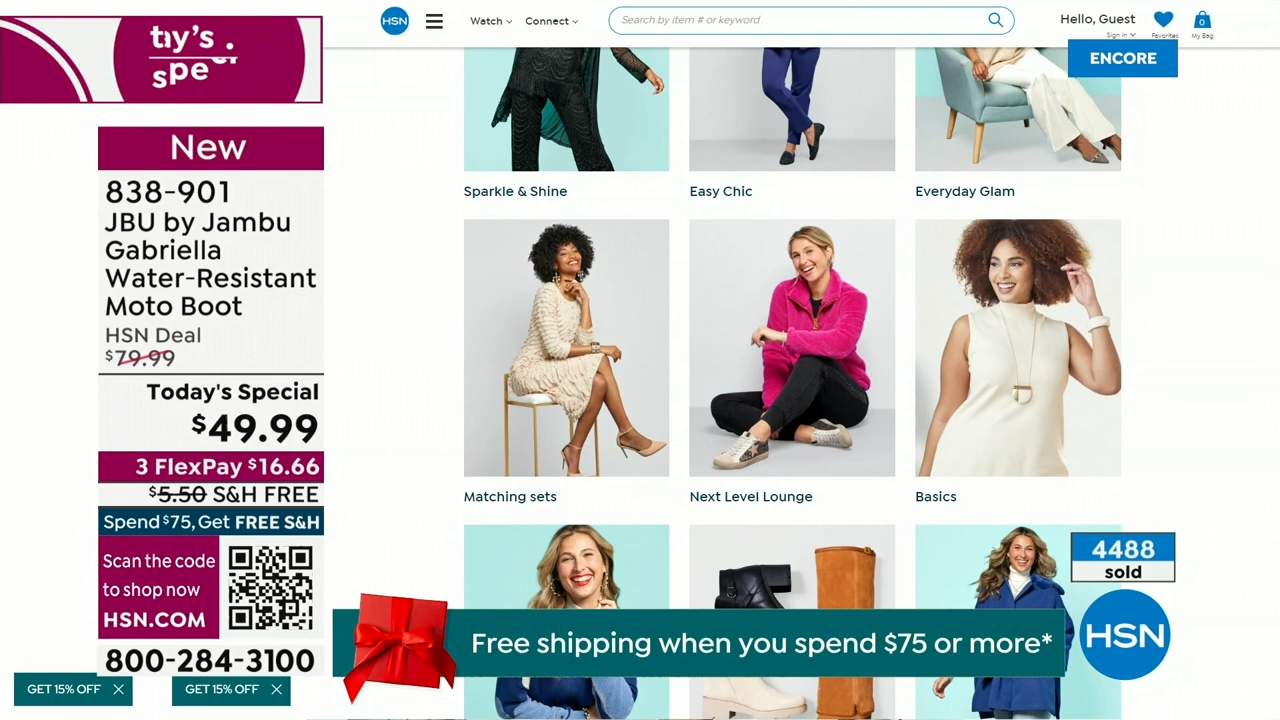 HSN
Watch
Connect
Search by item # or keyword
Hello, Guest
Sign In
Favorites
0
My Bag
ENCORE
New
838-901
JBU by Jambu
Gabriella
Water-Resistant
Moto Boot
HSN Deal
$79.99
Today's Special
$49.99
3 FlexPay $16.66
$5.50 S&H FREE
Spend $75, Get FREE S&H
Scan the code
to shop now
HSN.COM
800-284-3100
GET 15% OFF
GET 15% OFF
Sparkle & Shine
Easy Chic
Everyday Glam
Matching sets
Next Level Lounge
Basics
4488
sold
Free shipping when you spend $75 or more*
HSN